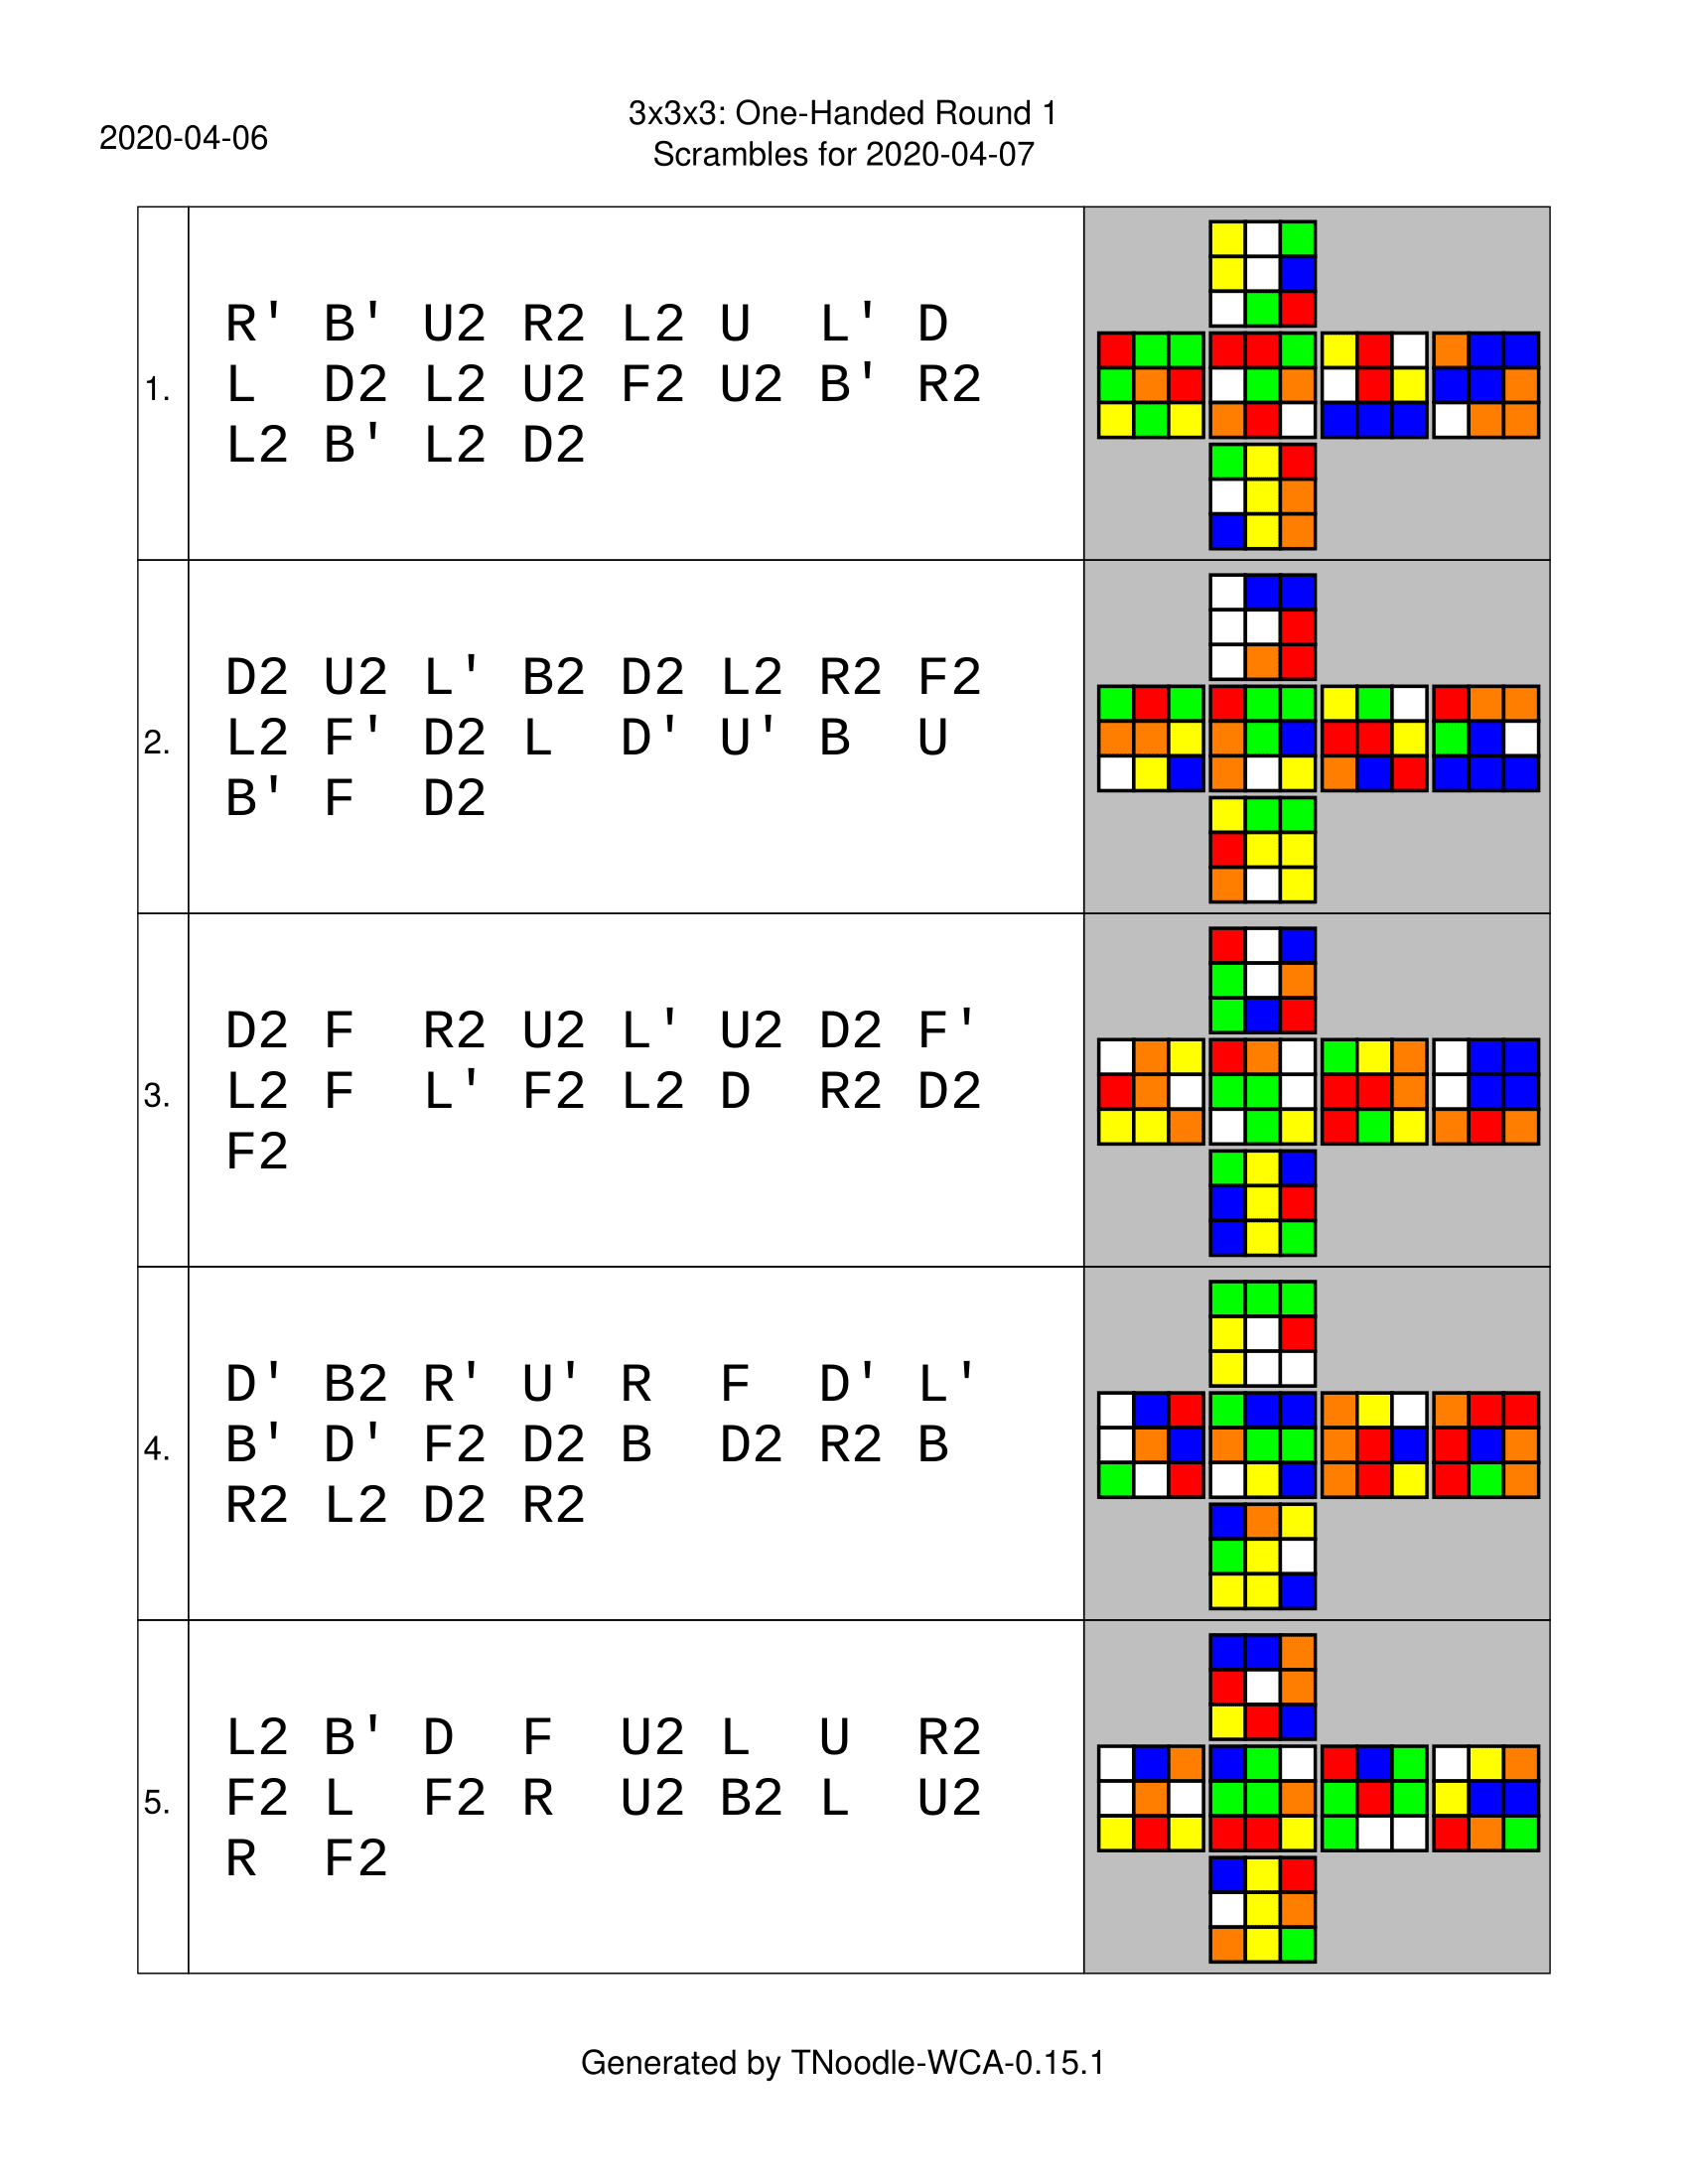 2020-04-06
3x3x3: One-Handed Round 1
Scrambles for 2020-04-07
1.
R' B' U2 R2 L2 U L' D
L D2 L2 U2 F2 U2 B' R2
L2 B' L2 D2
2.
D2 U2 L' B2 D2 L2 R2 F2
L2 F' D2 L D' U' B U
B' F D2
3.
D2 F R2 U2 L' U2 D2 F'
L2 F L' F2 L2 D R2 D2
F2
4.
D' B2 R' U' R F D' L'
B' D' F2 D2 B D2 R2 B
R2 L2 D2 R2
5.
L2 B' D F U2 L U R2
F2 L F2 R U2 B2 L U2
R F2
Generated by TNoodle-WCA-0.15.1